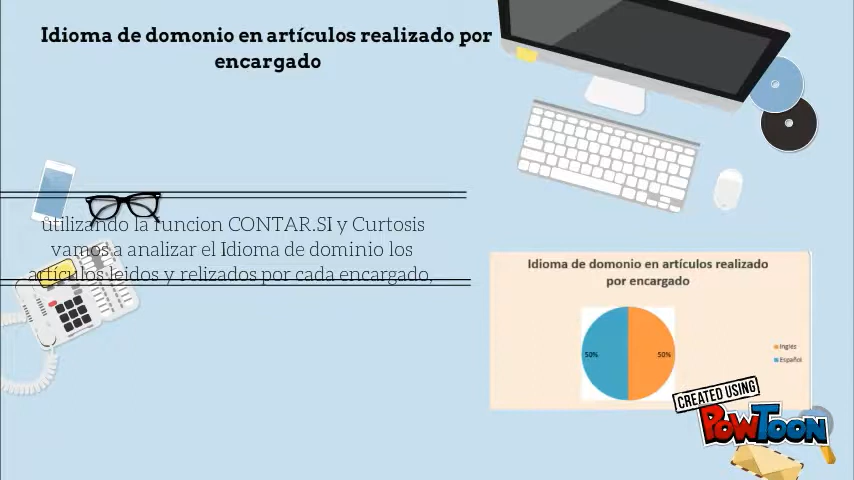 Idioma de domonio en artículos realizado por
encargado
utilizando la funcion CONTAR.SI y Curtosis
vamos a analizar el Idioma de dominio los
artículos leidos y relizados por cada encargado,
Idioma de domonio en artículos realizado
por encargado
50%
50%
Inglés
Español
CREATED USING
POWTOON